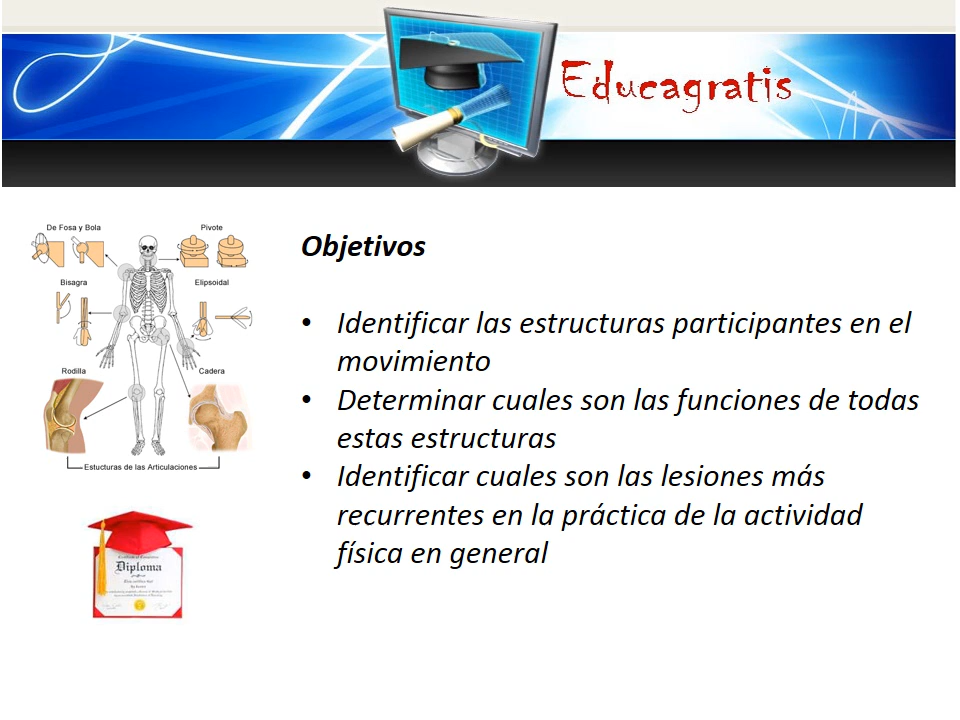 Educagratis
De Fosa y Bola
Pivote
Bisagra
Elipsoidal
Rodilla
Cadera
Estucturas de las Articulaciones
Diploma
Objetivos
• Identificar las estructuras participantes en el
movimiento
• Determinar cuales son las funciones de todas
estas estructuras
• Identificar cuales son las lesiones más
recurrentes en la práctica de la actividad
física en general